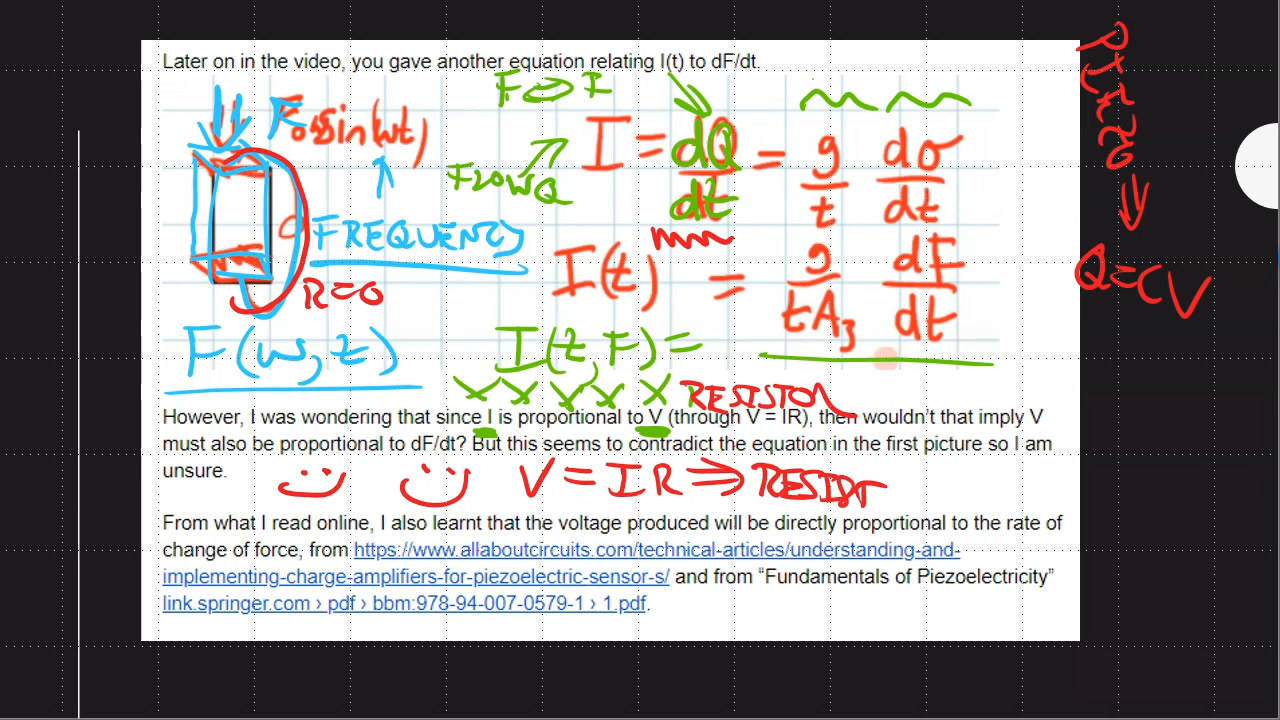 Later on in the video, you gave another equation relating I(t) to dF/dt.
F ⇔ I
F₀ sin(ωt)
I = dQ/dt = g/t dσ/dt
FLOW Q
FREQUENCY
I(t) = g/tA₃ dF/dt
R=0
F(ω,t)
I(t,F) =
RESISTOR
However, I was wondering that since I is proportional to V (through V = IR), then wouldn't that imply V
must also be proportional to dF/dt? But this seems to contradict the equation in the first picture so I am
unsure.
V = IR ⇒ RESIST
From what I read online, I also learnt that the voltage produced will be directly proportional to the rate of
change of force, from https://www.allaboutcircuits.com/technical-articles/understanding-and-
implementing-charge-amplifiers-for-piezoelectric-sensor-s/ and from “Fundamentals of Piezoelectricity”
link.springer.com › pdf › bbm:978-94-007-0579-1 › 1.pdf.
PIEZO ⇒
Q=CV